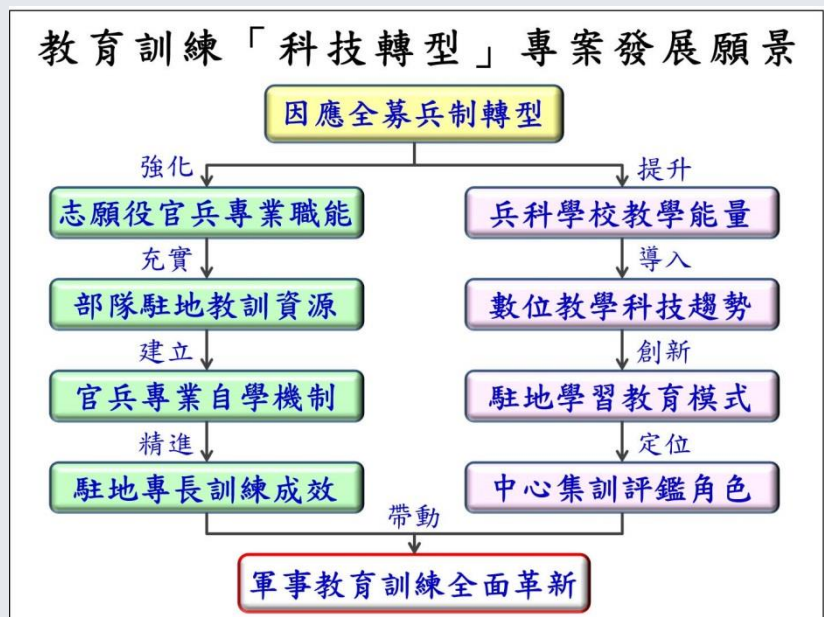 教育訓練「科技轉型」專案發展願景
因應全募兵制轉型
強化
提升
志願役官兵專業職能
兵科學校教學能量
充實
導入
部隊駐地教訓資源
數位教學科技趨勢
建立
創新
官兵專業自學機制
駐地學習教育模式
精進
定位
駐地專長訓練成效
中心集訓評鑑角色
帶動
軍事教育訓練全面革新